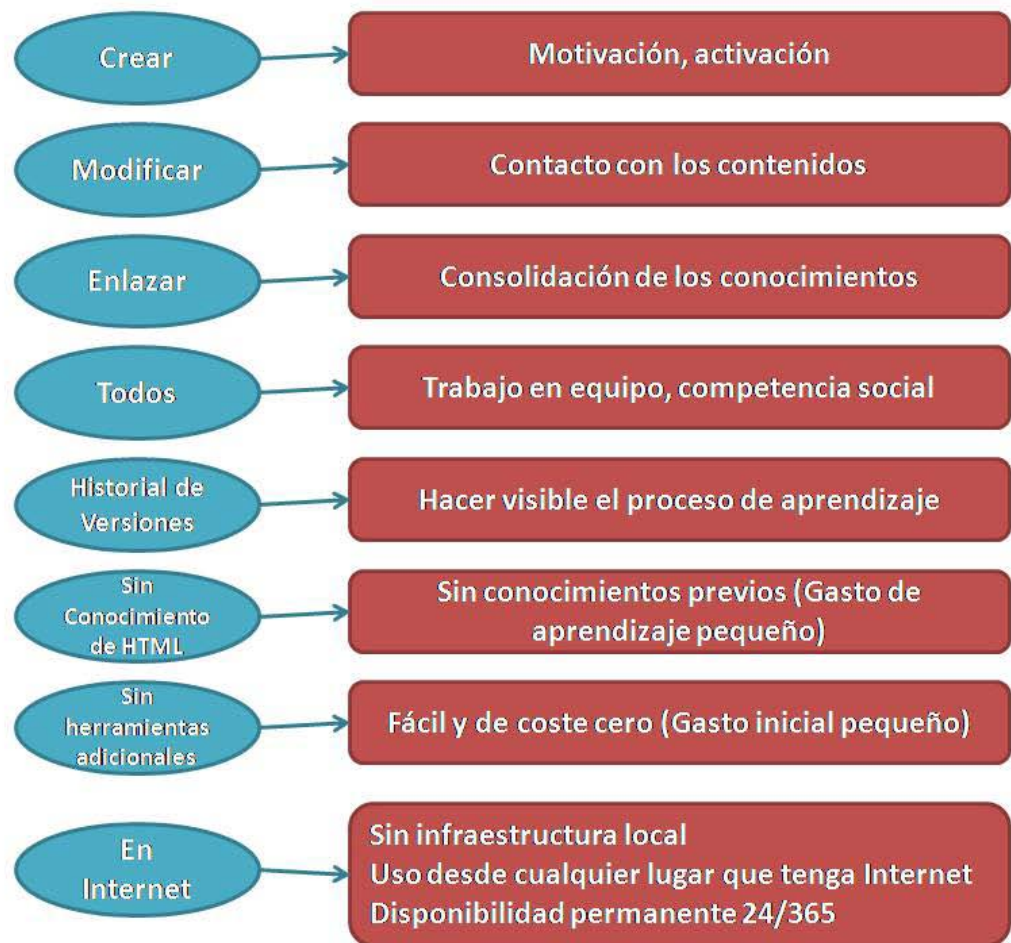 Crear
Motivación, activación
Modificar
Contacto con los contenidos
Enlazar
Consolidación de los conocimientos
Todos
Trabajo en equipo, competencia social
Historial de
Versiones
Hacer visible el proceso de aprendizaje
Sin
Conocimiento
de HTML
Sin conocimientos previos (Gasto de
aprendizaje pequeño)
Sin
herramientas
adicionales
Fácil y de coste cero (Gasto inicial pequeño)
En
Internet
Sin infraestructura local
Uso desde cualquier lugar que tenga Internet
Disponibilidad permanente 24/365